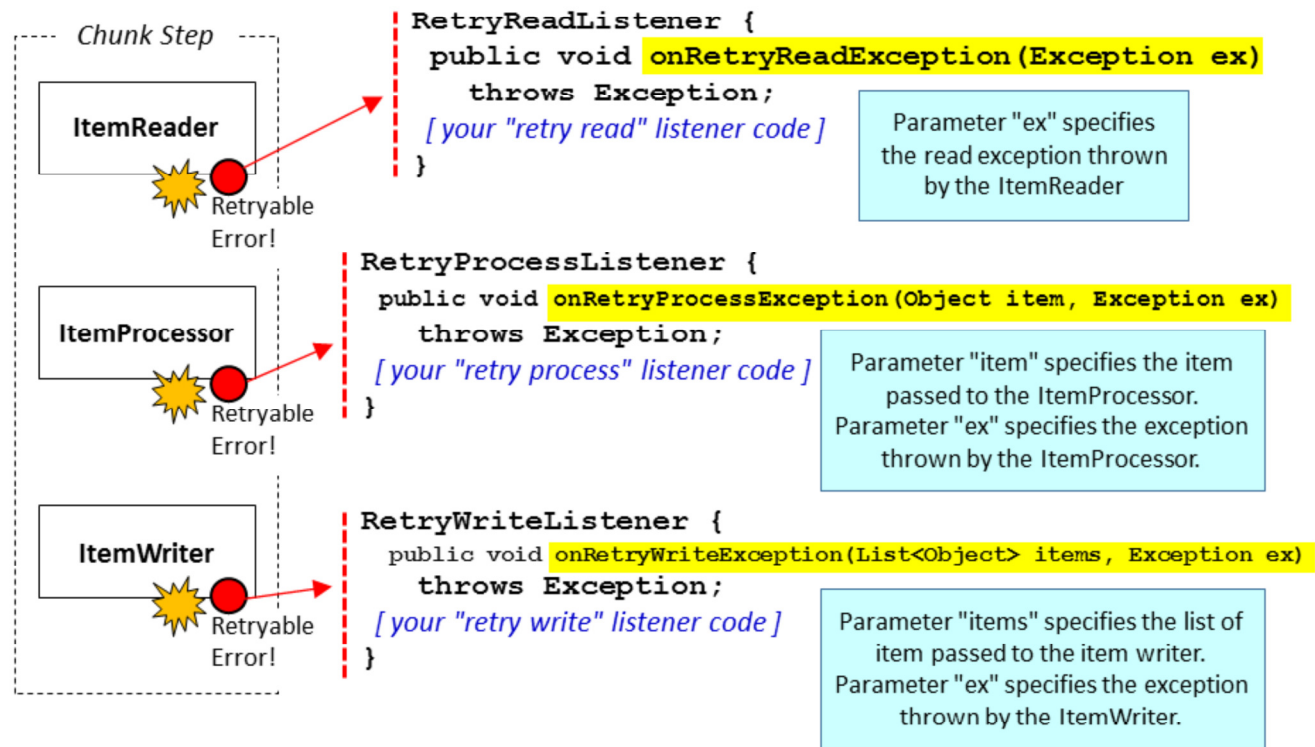 Chunk Step
ItemReader
Retryable
Error!
RetryReadListener {
public void onRetryReadException(Exception ex)
throws Exception;
[ your "retry read" listener code ]
}
Parameter "ex" specifies
the read exception thrown
by the ItemReader
ItemProcessor
Retryable
Error!
RetryProcessListener {
public void onRetryProcessException(Object item, Exception ex)
throws Exception;
[ your "retry process" listener code ]
}
Parameter "item" specifies the item
passed to the ItemProcessor.
Parameter "ex" specifies the exception
thrown by the ItemProcessor.
ItemWriter
Retryable
Error!
RetryWriteListener {
public void onRetryWriteException(List<Object> items, Exception ex)
throws Exception;
[ your "retry write" listener code ]
}
Parameter "items" specifies the list of
item passed to the item writer.
Parameter "ex" specifies the exception
thrown by the ItemWriter.